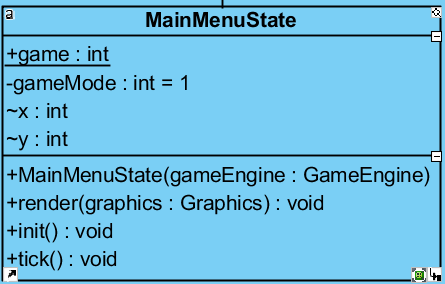 a
MainMenuState
+game : int
-gameMode : int = 1
~x : int
~y : int
+MainMenuState(gameEngine : GameEngine)
+render(graphics : Graphics) : void
+init() : void
+tick() : void